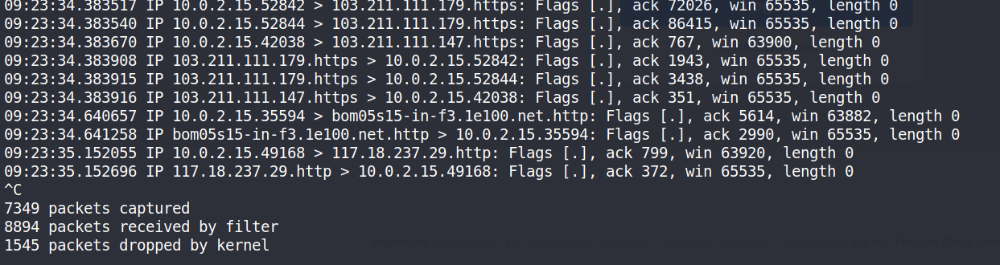 09:23:34.383517 IP 10.0.2.15.52842 > 103.211.111.179.https: Flags [.], ack 72026, win 65535, length 0
09:23:34.383540 IP 10.0.2.15.52844 > 103.211.111.179.https: Flags [.], ack 86415, win 65535, length 0
09:23:34.383670 IP 10.0.2.15.42038 > 103.211.111.147.https: Flags [.], ack 767, win 63900, length 0
09:23:34.383908 IP 103.211.111.179.https > 10.0.2.15.52842: Flags [.], ack 1943, win 65535, length 0
09:23:34.383915 IP 103.211.111.179.https > 10.0.2.15.52844: Flags [.], ack 3438, win 65535, length 0
09:23:34.383916 IP 103.211.111.147.https > 10.0.2.15.42038: Flags [.], ack 351, win 65535, length 0
09:23:34.640657 IP 10.0.2.15.35594 > bom05s15-in-f3.1e100.net.http: Flags [.], ack 5614, win 63882, length 0
09:23:34.641258 IP bom05s15-in-f3.1e100.net.http > 10.0.2.15.35594: Flags [.], ack 2990, win 65535, length 0
09:23:35.152055 IP 10.0.2.15.49168 > 117.18.237.29.http: Flags [.], ack 799, win 63920, length 0
09:23:35.152696 IP 117.18.237.29.http > 10.0.2.15.49168: Flags [.], ack 372, win 65535, length 0
^C
7349 packets captured
8894 packets received by filter
1545 packets dropped by kernel